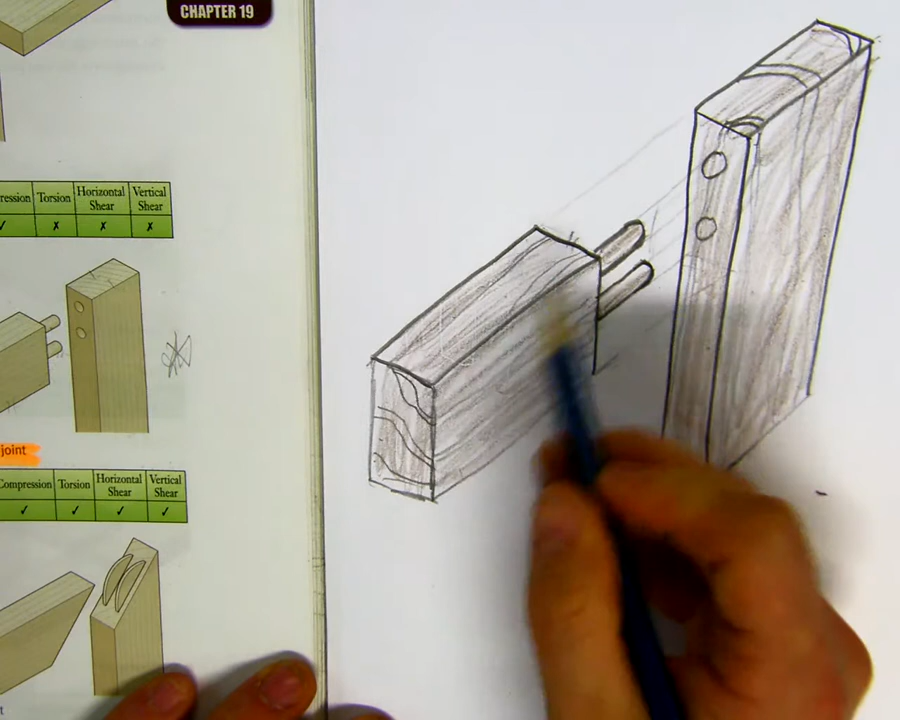 CHAPTER 19
ression Torsion Horizontal Shear Vertical Shear
✓ ✗ ✗ ✗
joint
Compression Torsion Horizontal Shear Vertical Shear
✓ ✓ ✓ ✓
t